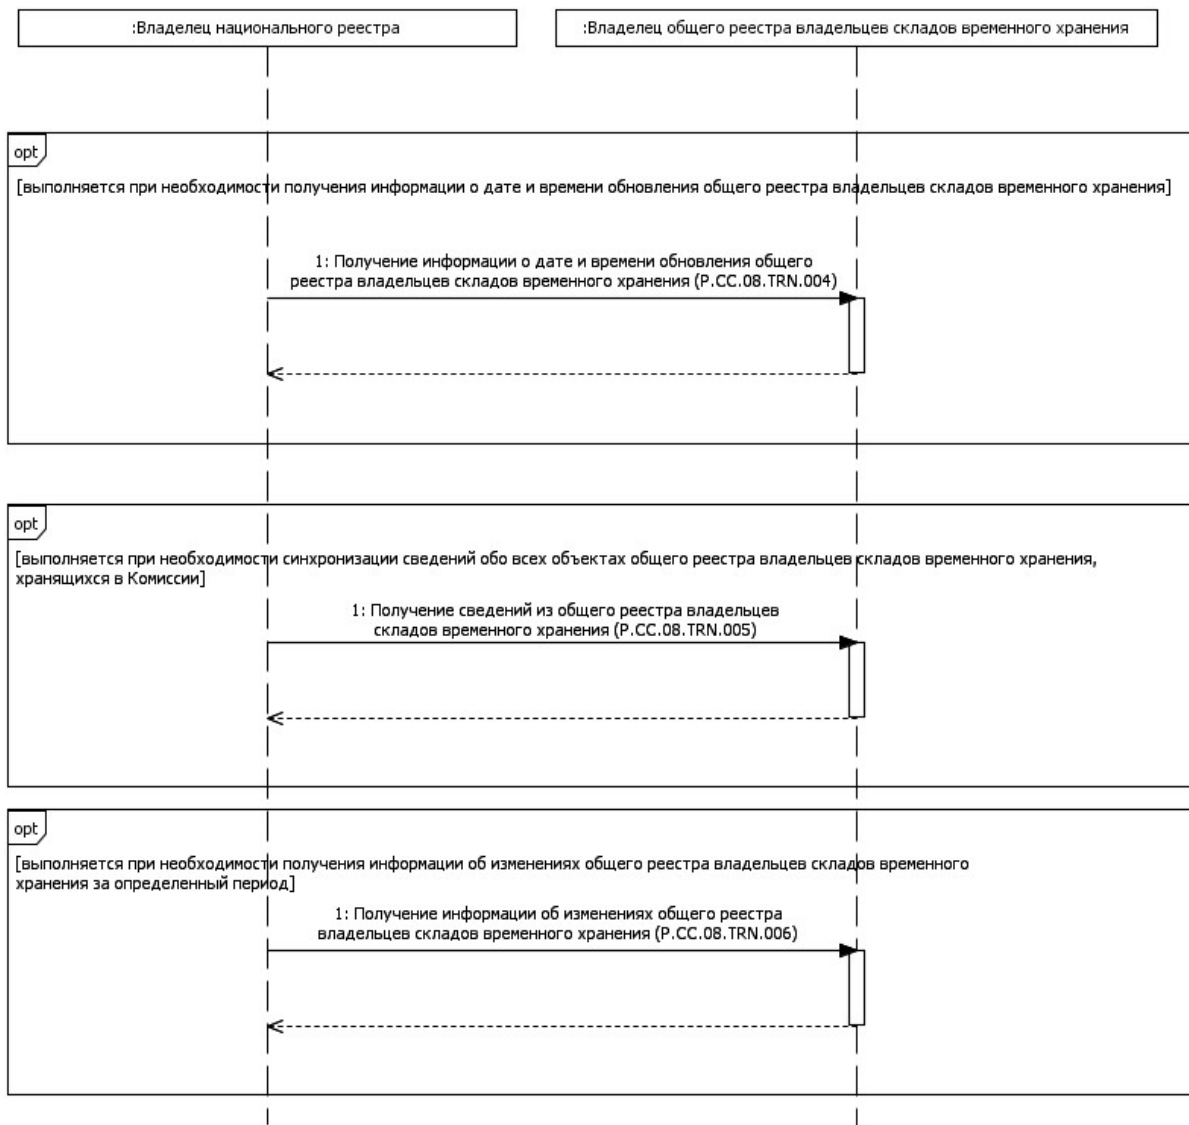 :Владелец национального реестра
:Владелец общего реестра владельцев складов временного хранения
opt
[выполняется при необходимости получения информации о дате и времени обновления общего реестра владельцев складов временного хранения]
1: Получение информации о дате и времени обновления общего
реестра владельцев складов временного хранения (P.CC.08.TRN.004)
opt
[выполняется при необходимости синхронизации сведений обо всех объектах общего реестра владельцев складов временного хранения,
хранящихся в Комиссии]
1: Получение сведений из общего реестра владельцев
складов временного хранения (P.CC.08.TRN.005)
opt
[выполняется при необходимости получения информации об изменениях общего реестра владельцев складов временного
хранения за определенный период]
1: Получение информации об изменениях общего реестра
владельцев складов временного хранения (P.CC.08.TRN.006)